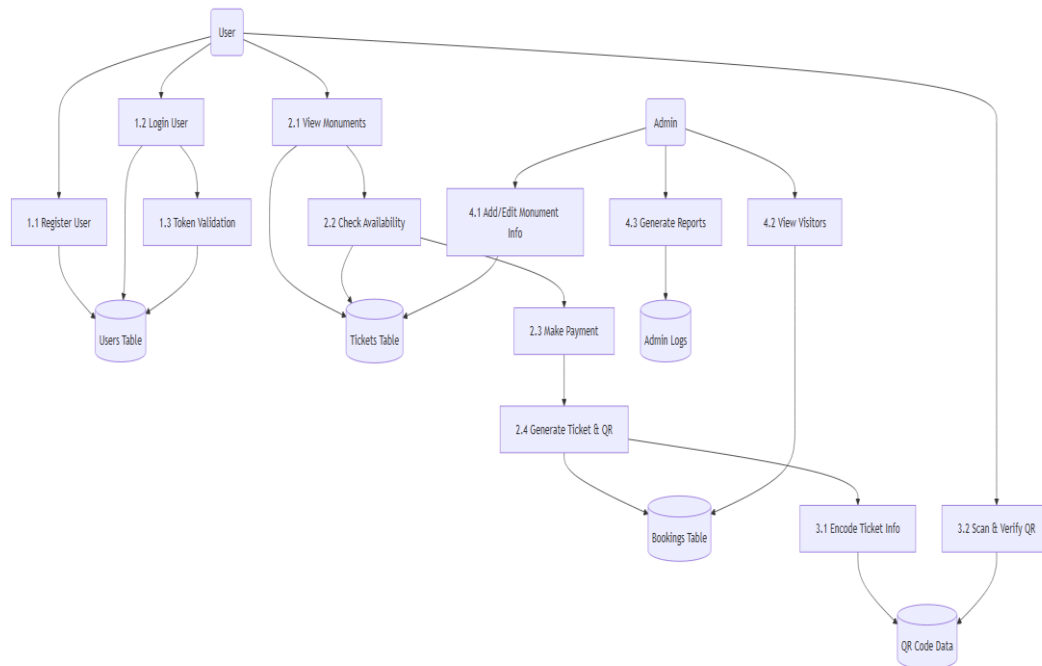 User
1.2 Login User
2.1 View Monuments
Admin
1.1 Register User
1.3 Token Validation
2.2 Check Availability
4.1 Add/Edit Monument
Info
4.3 Generate Reports
4.2 View Visitors
Users Table
Tickets Table
2.3 Make Payment
Admin Logs
2.4 Generate Ticket & QR
Bookings Table
3.1 Encode Ticket Info
3.2 Scan & Verify QR
QR Code Data